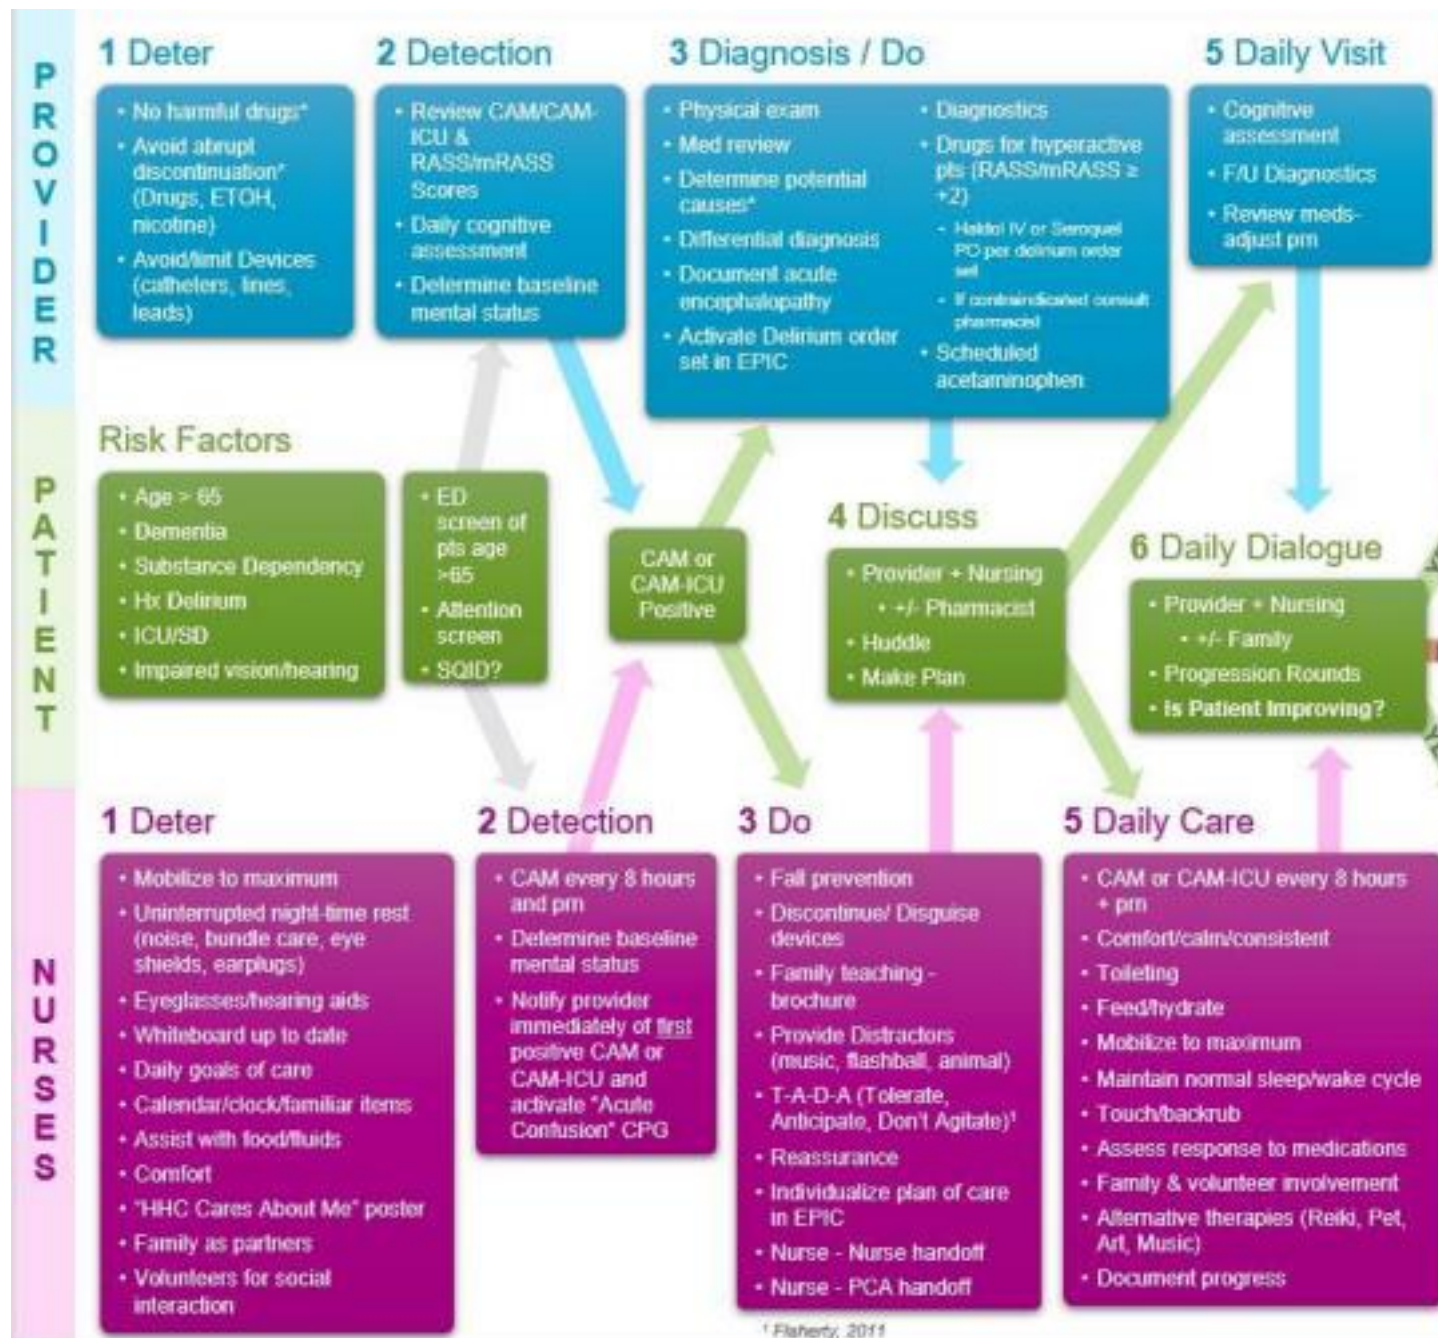 PROVIDER
1 Deter
• No harmful drugs*
• Avoid abrupt
discontinuation*
(Drugs, ETOH,
nicotine)
• Avoid/limit Devices
(catheters, lines,
leads)
2 Detection
• Review CAM/CAM-
ICU &
RASS/mRASS
Scores
• Daily cognitive
assessment
• Determine baseline
mental status
3 Diagnosis / Do
• Physical exam
• Med review
• Determine potential
causes*
• Differential diagnosis
• Document acute
encephalopathy
• Activate Delirium order
set in EPIC
• Diagnostics
• Drugs for hyperactive
pts (RASS/mRASS ≥
+2)
- Haldol IV or Seroquel
PO per delirium order
set
- If contraindicated consult
pharmacist
• Scheduled
acetaminophen
5 Daily Visit
• Cognitive
assessment
• F/U Diagnostics
• Review meds-
adjust prn
PATIENT
Risk Factors
• Age > 65
• Dementia
• Substance Dependency
• Hx Delirium
• ICU/SD
• Impaired vision/hearing
• ED
screen of
pts age
>65
• Attention
screen
• SQID?
CAM or
CAM-ICU
Positive
4 Discuss
• Provider + Nursing
• +/- Pharmacist
• Huddle
• Make Plan
6 Daily Dialogue
• Provider + Nursing
• +/- Family
• Progression Rounds
• Is Patient Improving?
NURSES
1 Deter
• Mobilize to maximum
• Uninterrupted night-time rest
(noise, bundle care, eye
shields, earplugs)
• Eyeglasses/hearing aids
• Whiteboard up to date
• Daily goals of care
• Calendar/clock/familiar items
• Assist with food/fluids
• Comfort
• "HHC Cares About Me" poster
• Family as partners
• Volunteers for social
interaction
2 Detection
• CAM every 8 hours
and prn
• Determine baseline
mental status
• Notify provider
immediately of first
positive CAM or
CAM-ICU and
activate "Acute
Confusion" CPG
3 Do
• Fall prevention
• Discontinue/ Disguise
devices
• Family teaching -
brochure
• Provide Distractors
(music, flashball, animal)
• T-A-D-A (Tolerate,
Anticipate, Don't Agitate)¹
• Reassurance
• Individualize plan of care
in EPIC
• Nurse - Nurse handoff
• Nurse - PCA handoff
5 Daily Care
• CAM or CAM-ICU every 8 hours
+ prn
• Comfort/calm/consistent
• Toileting
• Feed/hydrate
• Mobilize to maximum
• Maintain normal sleep/wake cycle
• Touch/backrub
• Assess response to medications
• Family & volunteer involvement
• Alternative therapies (Reiki, Pet,
Art, Music)
• Document progress
¹ Flaherty, 2011